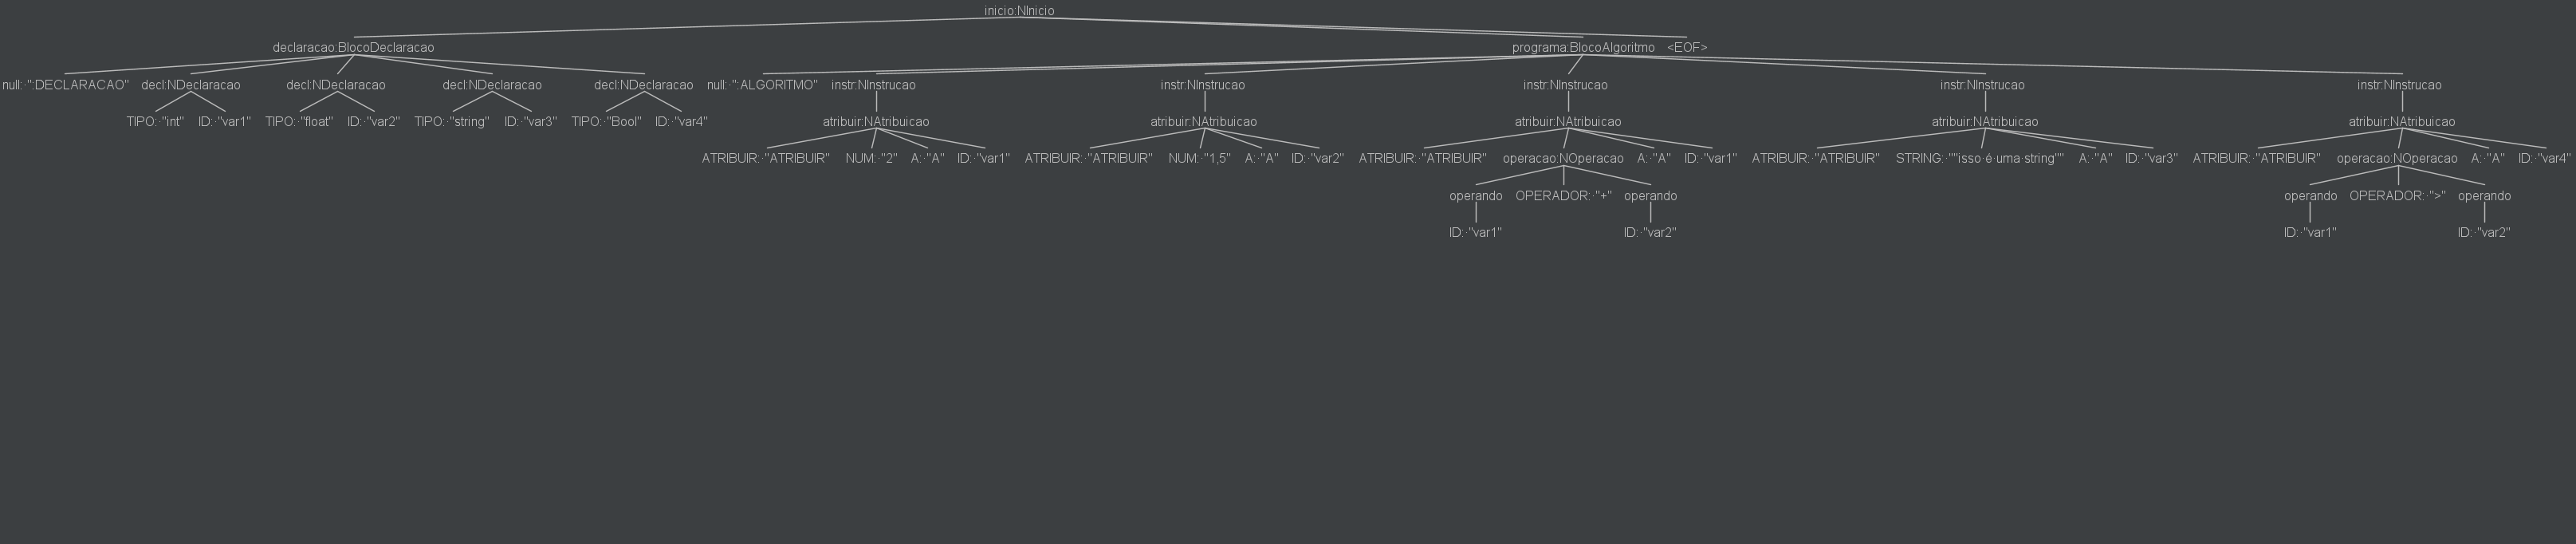 inicio:NInicio
declaracao:BlocoDeclaracao programa:BlocoAlgoritmo <EOF>
null:·":DECLARACAO" decl:NDeclaracao decl:NDeclaracao decl:NDeclaracao decl:NDeclaracao null:·":ALGORITMO" instr:NInstrucao instr:NInstrucao instr:NInstrucao instr:NInstrucao instr:NInstrucao
TIPO:·"int" ID:·"var1" TIPO:·"float" ID:·"var2" TIPO:·"string" ID:·"var3" TIPO:·"Bool" ID:·"var4" atribuir:NAtribuicao atribuir:NAtribuicao atribuir:NAtribuicao atribuir:NAtribuicao atribuir:NAtribuicao
ATRIBUIR:·"ATRIBUIR" NUM:·"2" A:·"A" ID:·"var1" ATRIBUIR:·"ATRIBUIR" NUM:·"1,5" A:·"A" ID:·"var2" ATRIBUIR:·"ATRIBUIR" operacao:NOperacao A:·"A" ID:·"var1" ATRIBUIR:·"ATRIBUIR" STRING:·""isso·é·uma·string"" A:·"A" ID:·"var3" ATRIBUIR:·"ATRIBUIR" operacao:NOperacao A:·"A" ID:·"var4"
operando OPERADOR:·"+" operando operando OPERADOR:·">" operando
ID:·"var1" ID:·"var2" ID:·"var1" ID:·"var2"